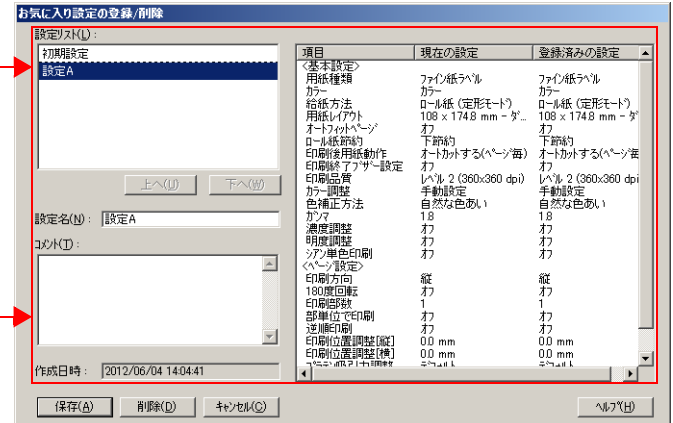 お気に入り設定の登録/削除
設定リスト(L):
初期設定
設定A
上へ(U) 下へ(W)
設定名(N): 設定A
コメント(T):
作成日時: 2012/06/04 14:04:41
項目 現在の設定 登録済みの設定
<基本設定>
用紙種類 ファイン紙ラベル ファイン紙ラベル
カラー カラー カラー
給紙方法 ロール紙 (定形モード) ロール紙 (定形モード)
用紙レイアウト 108 x 174.8 mm - ダ... 108 x 174.8 mm - ダ
オートフィットページ オフ オフ
ロール紙節約 下節約 下節約
印刷後用紙動作 オートカットする(ページ毎) オートカットする(ページ毎
印刷終了ブザー設定 オフ オフ
印刷品質 レベル 2 (360x360 dpi) レベル 2 (360x360 dpi
カラー調整 手動設定 手動設定
色補正方法 自然な色あい 自然な色あい
ガンマ 1.8 1.8
濃度調整 オフ オフ
明度調整 オフ オフ
シアン単色印刷 オフ オフ
<ページ設定>
印刷方向 縦 縦
180度回転 オフ オフ
印刷部数 1 1
部単位で印刷 オフ オフ
逆順印刷 オフ オフ
印刷位置調整[縦] 0.0 mm 0.0 mm
印刷位置調整[横] 0.0 mm 0.0 mm
保存(A) 削除(D) キャンセル(C) ヘルプ(H)